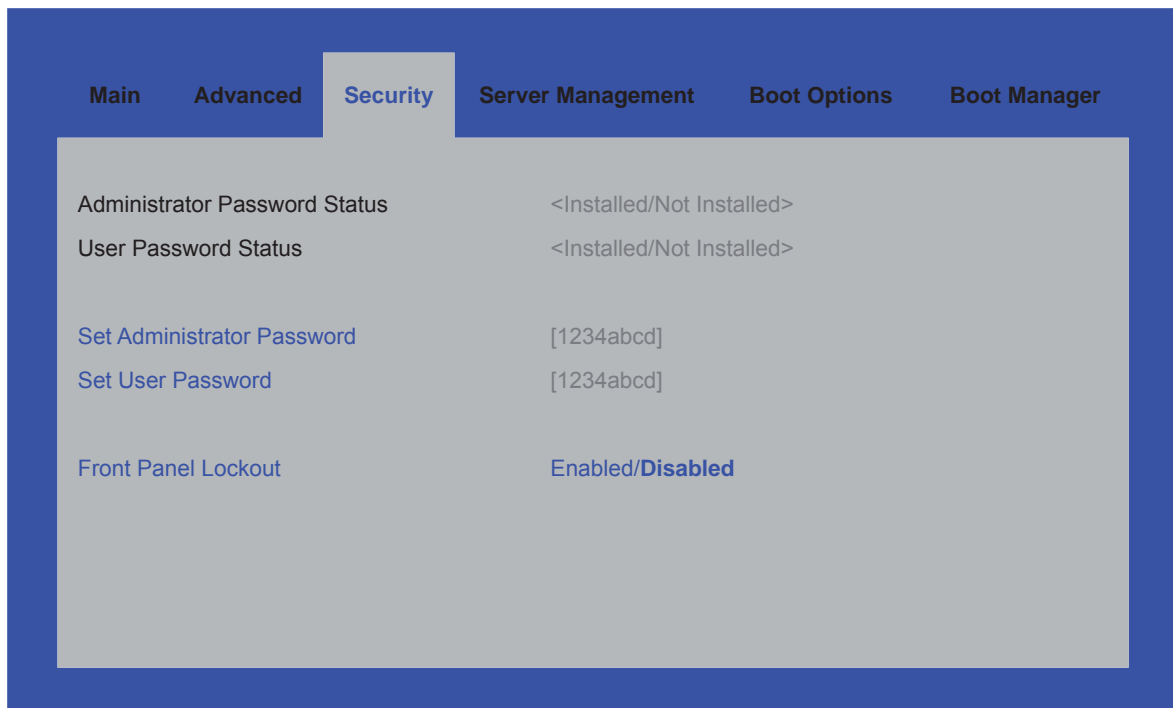 Main Advanced Security Server Management Boot Options Boot Manager
Administrator Password Status <Installed/Not Installed>
User Password Status <Installed/Not Installed>
Set Administrator Password [1234abcd]
Set User Password [1234abcd]
Front Panel Lockout Enabled/Disabled